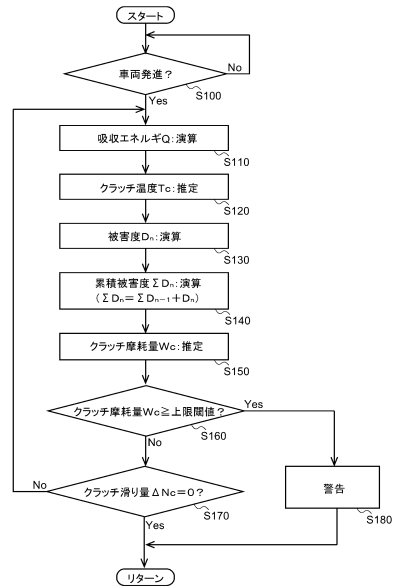 スタート
車両発進？
No
S100
Yes
吸収エネルギQ：演算
S110
クラッチ温度Tc：推定
S120
被害度Dn：演算
S130
累積被害度ΣDn：演算
（ΣDn＝ΣDn-1＋Dn）
S140
クラッチ摩耗量Wc：推定
S150
クラッチ摩耗量Wc≧上限閾値？
Yes
S160
No
クラッチ滑り量ΔNc＝0？
No
S170
Yes
警告
S180
リターン